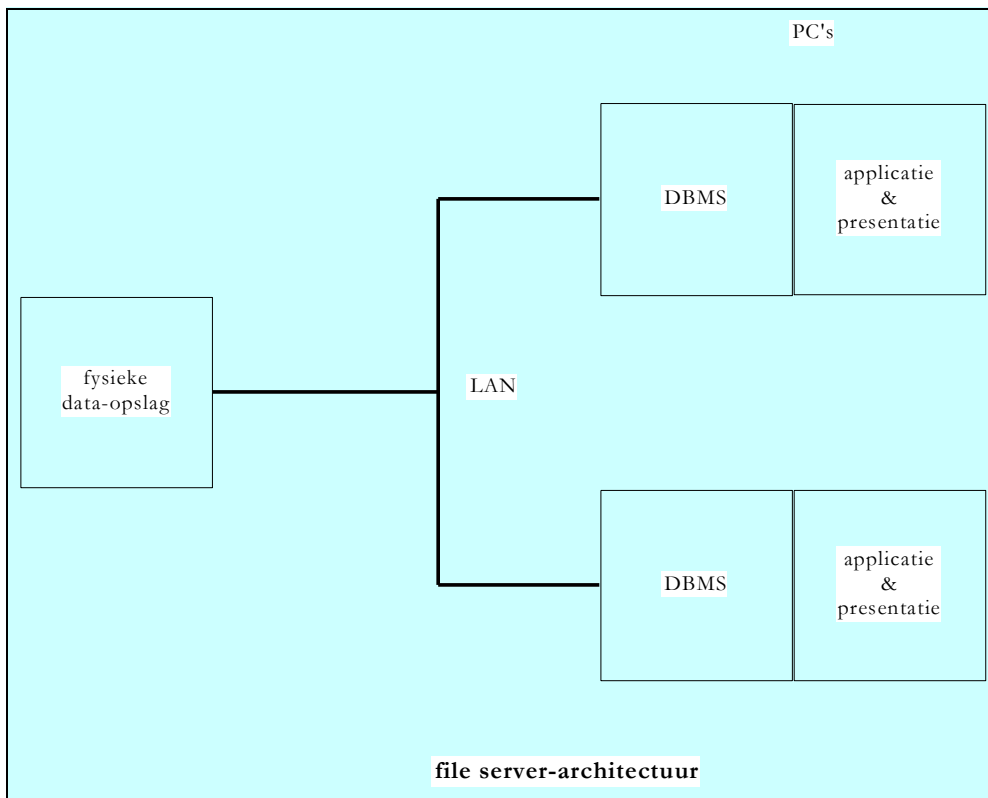 PC's
DBMS
applicatie
&
presentatie
fysieke
data-opslag
LAN
DBMS
applicatie
&
presentatie
file server-architectuur